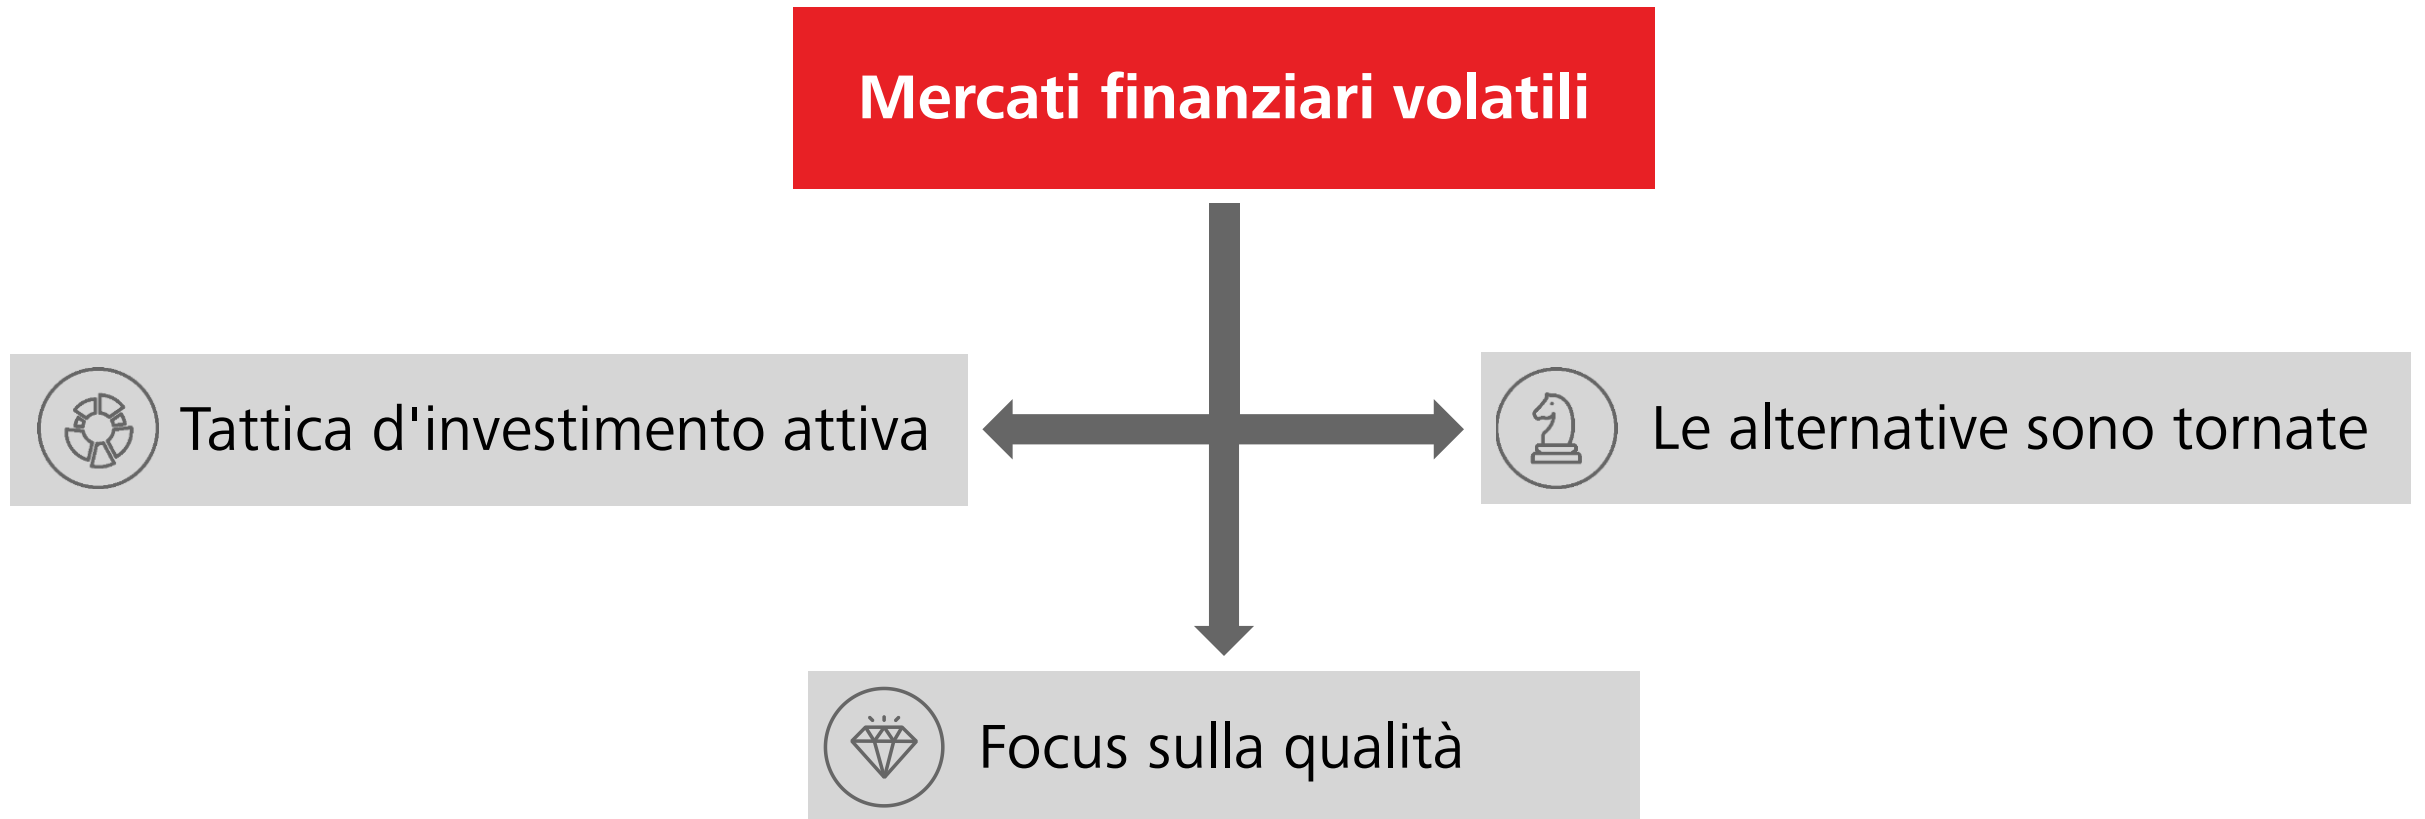 Mercati finanziari volatili
Tattica d'investimento attiva
Le alternative sono tornate
Focus sulla qualità